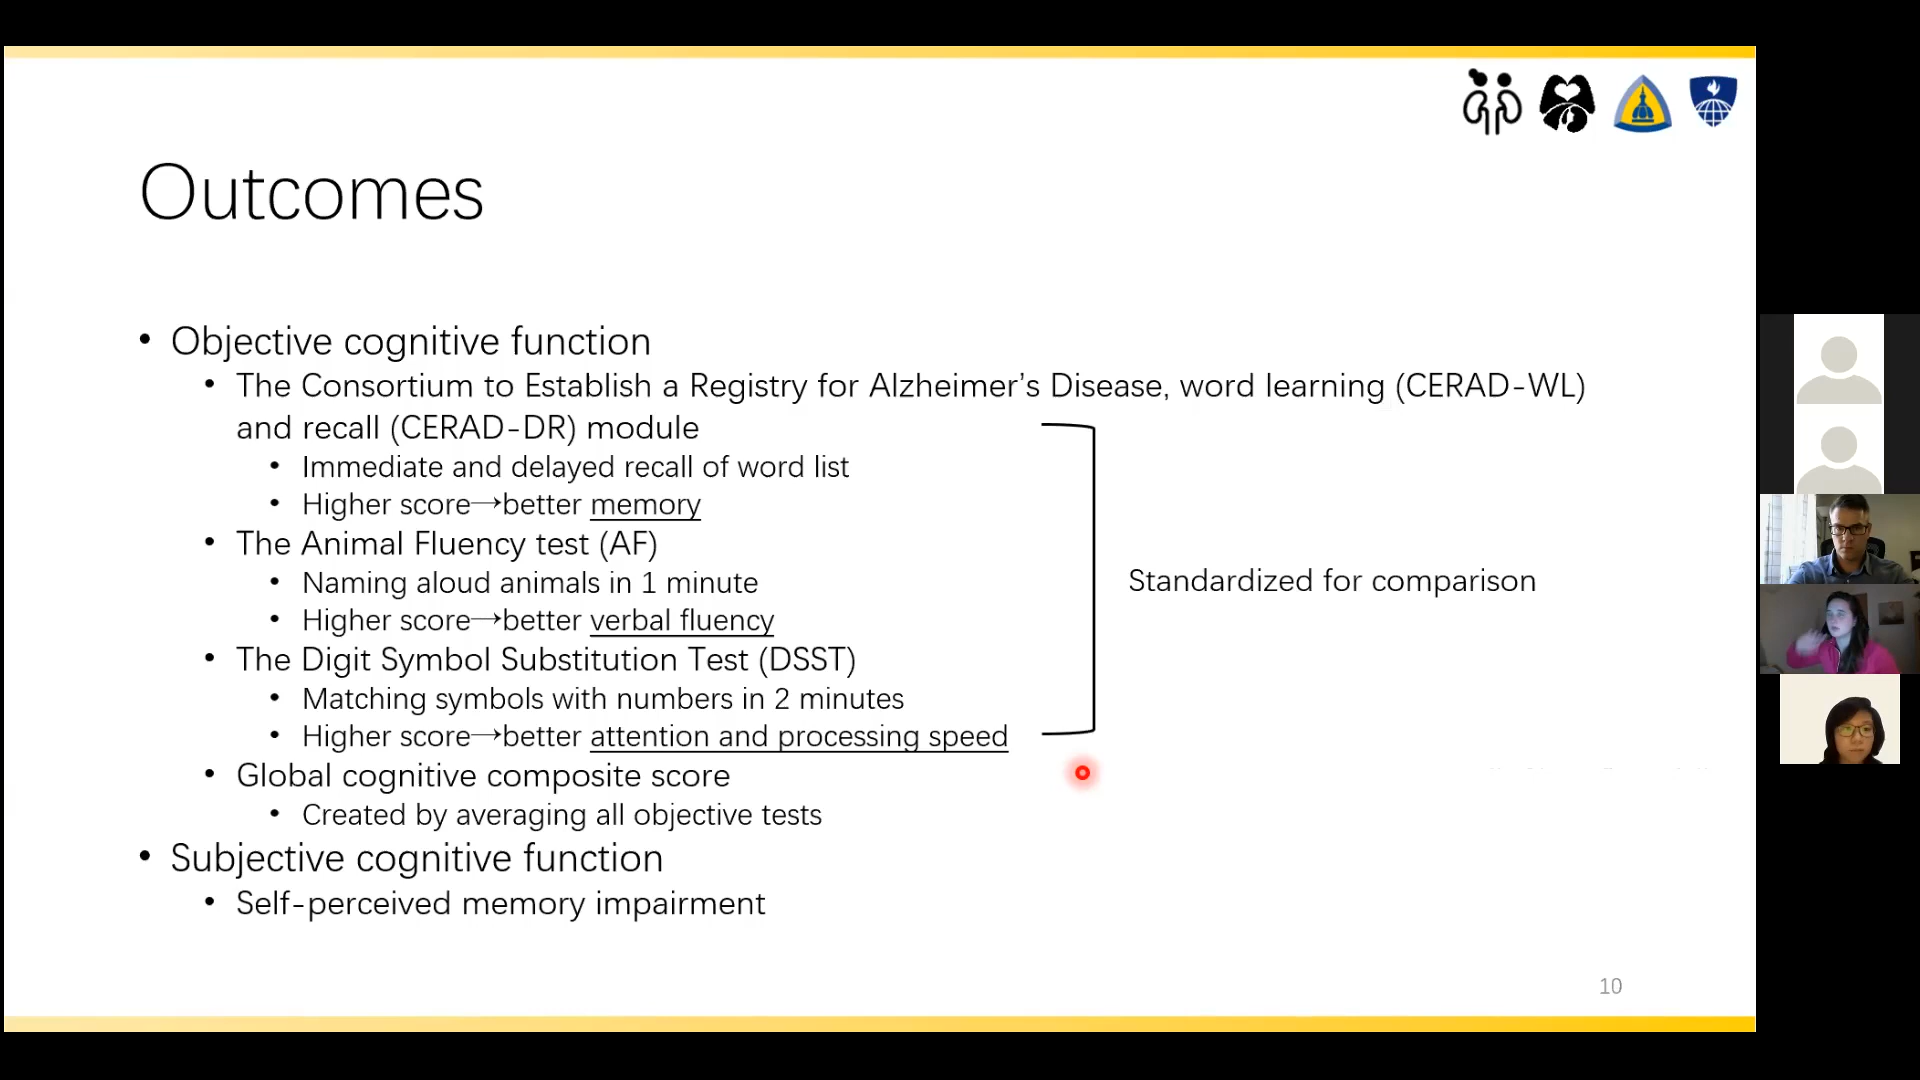 Outcomes
• Objective cognitive function
• The Consortium to Establish a Registry for Alzheimer’s Disease, word learning (CERAD-WL)
and recall (CERAD-DR) module
• Immediate and delayed recall of word list
• Higher score→better memory
• The Animal Fluency test (AF)
• Naming aloud animals in 1 minute
• Higher score→better verbal fluency
• The Digit Symbol Substitution Test (DSST)
• Matching symbols with numbers in 2 minutes
• Higher score→better attention and processing speed
Standardized for comparison
• Global cognitive composite score
• Created by averaging all objective tests
• Subjective cognitive function
• Self-perceived memory impairment
10